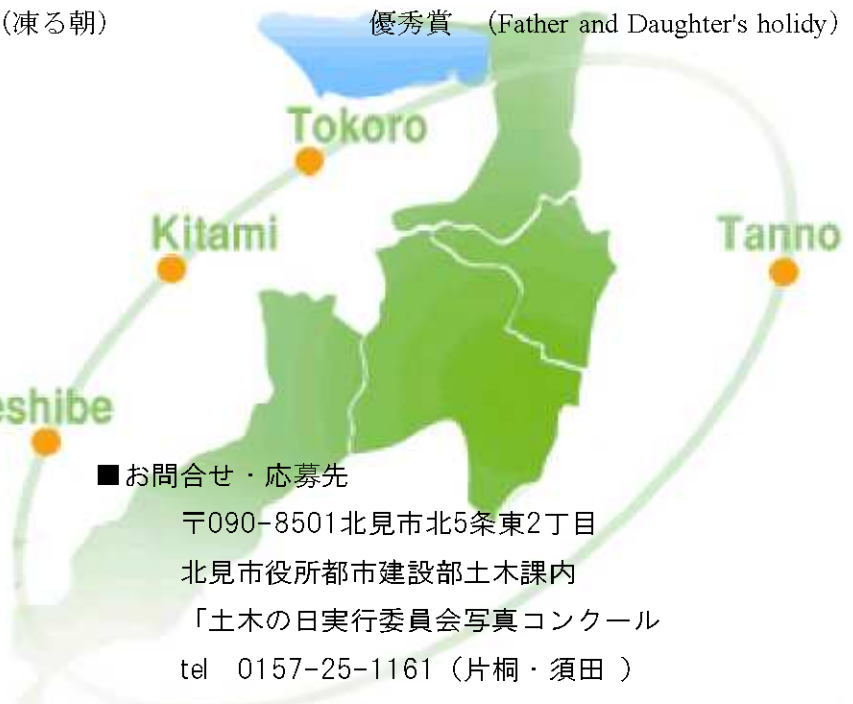 (凍る朝)　優秀賞　(Father and Daughter's holidy)
Tokoro
Kitami
Tanno
eshibe
■お問合せ・応募先
〒090-8501北見市北5条東2丁目
北見市役所都市建設部土木課内
「土木の日実行委員会写真コンクール
tel　0157-25-1161（片桐・須田 ）